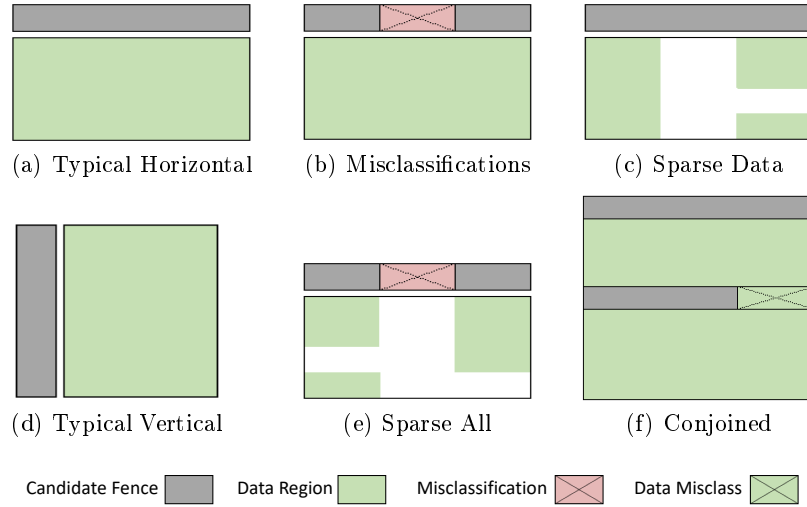 (a) Typical Horizontal
(b) Misclassifications
(c) Sparse Data
(d) Typical Vertical
(e) Sparse All
(f) Conjoined
Candidate Fence Data Region Misclassification Data Misclass